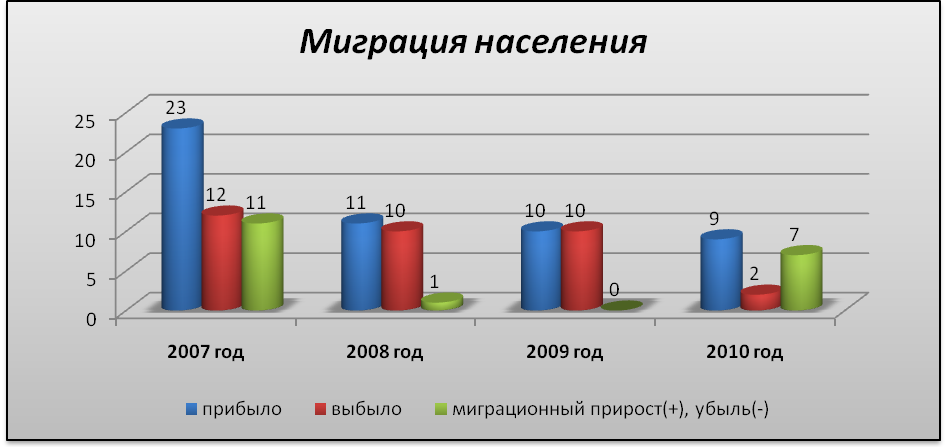 Миграция населения
25
20
15
10
5
0
23 12 11
11 10 1
10 10 0
9 2 7
2007 год 2008 год 2009 год 2010 год
прибыло выбыло миграционный прирост(+), убыль(-)